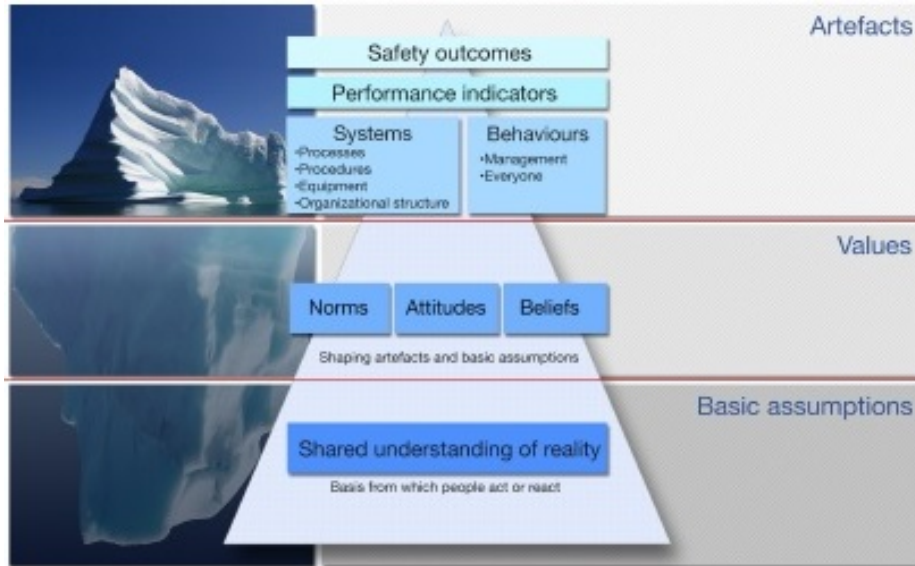 Artefacts
Safety outcomes
Performance indicators
Systems
•Processes
•Procedures
•Equipment
•Organizational structure
Behaviours
•Management
•Everyone
Values
Norms
Attitudes
Beliefs
Shaping artefacts and basic assumptions
Basic assumptions
Shared understanding of reality
Basis from which people act or react